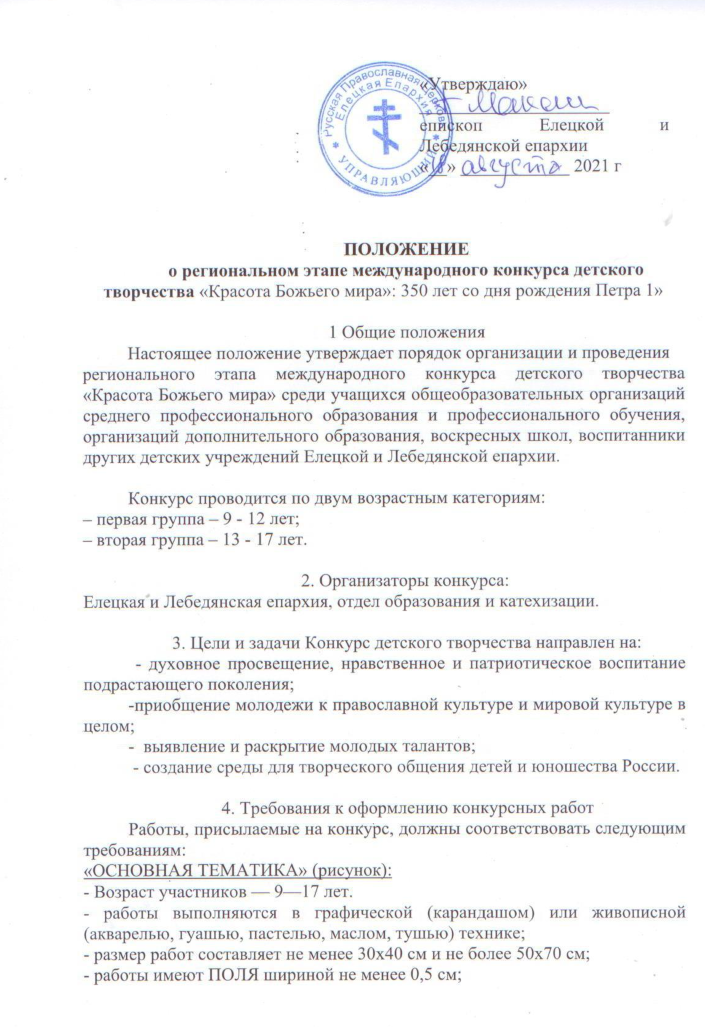 Русская Православная Церковь
Елецкая Епархия
УПРАВЛЯЮЩИЙ
«Утверждаю»
епископ Елецкой и
Лебедянской епархии
«18» августа 2021 г
ПОЛОЖЕНИЕ
о региональном этапе международного конкурса детского
творчества «Красота Божьего мира»: 350 лет со дня рождения Петра 1»
1 Общие положения
Настоящее положение утверждает порядок организации и проведения
регионального этапа международного конкурса детского творчества
«Красота Божьего мира» среди учащихся общеобразовательных организаций
среднего профессионального образования и профессионального обучения,
организаций дополнительного образования, воскресных школ, воспитанники
других детских учреждений Елецкой и Лебедянской епархии.
Конкурс проводится по двум возрастным категориям:
– первая группа – 9 - 12 лет;
– вторая группа – 13 - 17 лет.
2. Организаторы конкурса:
Елецкая и Лебедянская епархия, отдел образования и катехизации.
3. Цели и задачи Конкурс детского творчества направлен на:
- духовное просвещение, нравственное и патриотическое воспитание
подрастающего поколения;
-приобщение молодежи к православной культуре и мировой культуре в
целом;
- выявление и раскрытие молодых талантов;
- создание среды для творческого общения детей и юношества России.
4. Требования к оформлению конкурсных работ
Работы, присылаемые на конкурс, должны соответствовать следующим
требованиям:
«ОСНОВНАЯ ТЕМАТИКА» (рисунок):
- Возраст участников — 9—17 лет.
- работы выполняются в графической (карандашом) или живописной
(акварелью, гуашью, пастелью, маслом, тушью) технике;
- размер работ составляет не менее 30х40 см и не более 50х70 см;
- работы имеют ПОЛЯ шириной не менее 0,5 см;